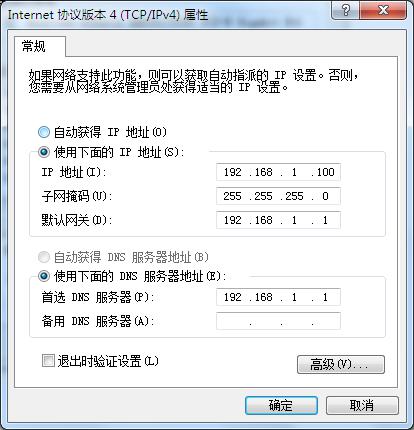 Internet 协议版本 4 (TCP/IPv4) 属性
常规
如果网络支持此功能，则可以获取自动指派的 IP 设置。否则，
您需要从网络系统管理员处获得适当的 IP 设置。
自动获得 IP 地址(O)
使用下面的 IP 地址(S):
IP 地址(I): 192 .168 . 1 .100
子网掩码(U): 255 .255 .255 . 0
默认网关(D): 192 .168 . 1 . 1
自动获得 DNS 服务器地址(B)
使用下面的 DNS 服务器地址(E):
首选 DNS 服务器(P): 192 .168 . 1 . 1
备用 DNS 服务器(A): . . .
退出时验证设置(L)
高级(V)...
确定
取消